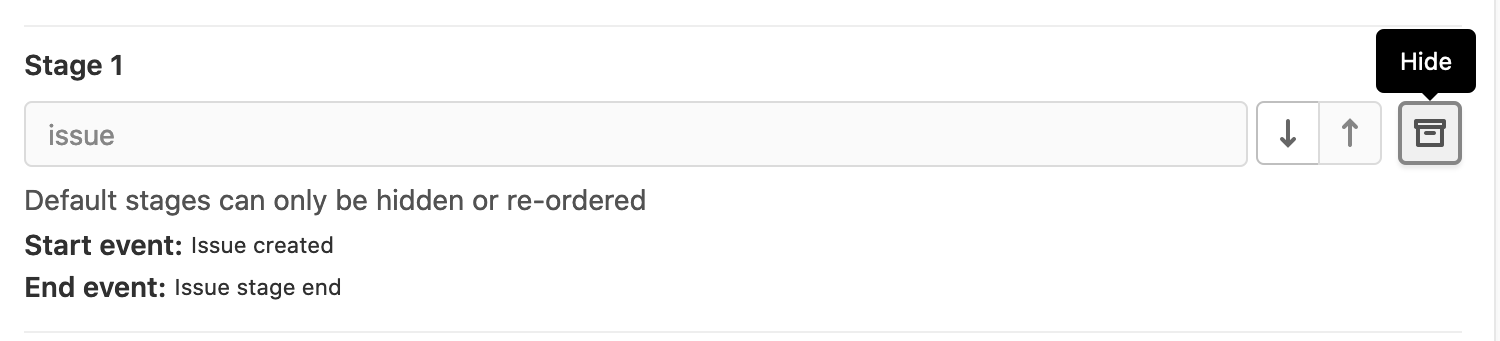 Hide
Stage 1
issue
Default stages can only be hidden or re-ordered
Start event: Issue created
End event: Issue stage end